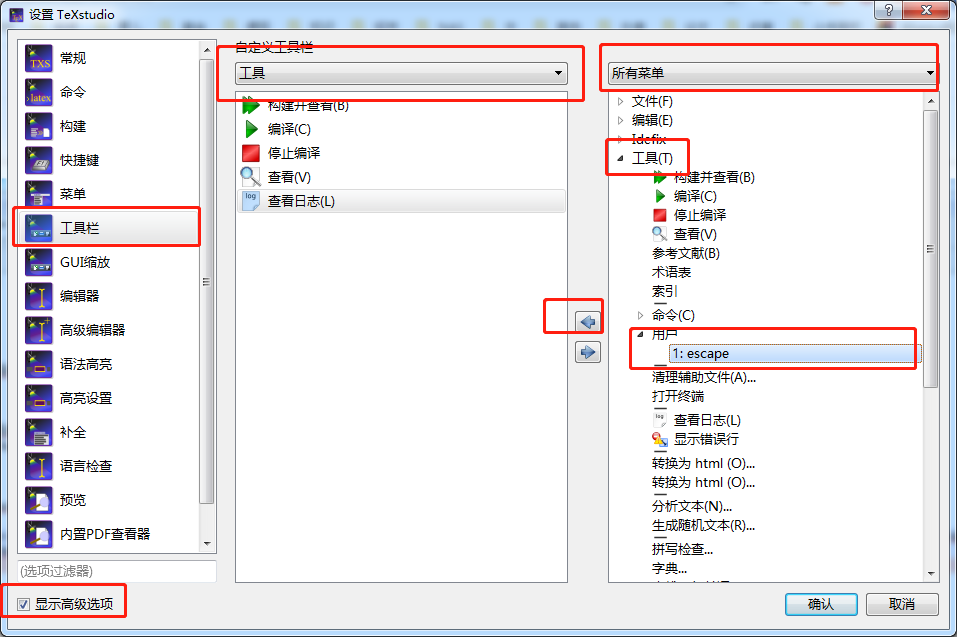 设置 TeXstudio
常规
命令
构建
快捷键
菜单
工具栏
GUI缩放
编辑器
高级编辑器
语法高亮
高亮设置
补全
语言检查
预览
内置PDF查看器
(选项过滤器)
显示高级选项
自定义工具栏
工具
构建并查看(B)
编译(C)
停止编译
查看(V)
查看日志(L)
所有菜单
文件(F)
编辑(E)
Idefix
工具(T)
构建并查看(B)
编译(C)
停止编译
查看(V)
参考文献(B)
术语表
索引
命令(C)
用户
1: escape
清理辅助文件(A)...
打开终端
查看日志(L)
显示错误行
转换为 html (O)...
转换为 html (O)...
分析文本(N)...
生成随机文本(R)...
拼写检查...
字典...
确认
取消